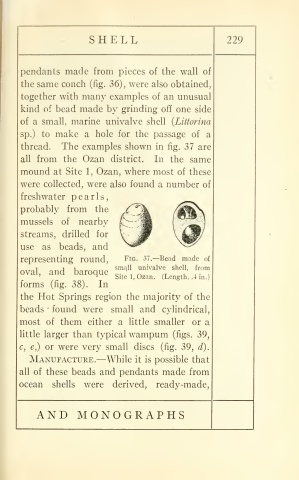 SHELL
229
pendants made from pieces of the wall of
the same conch (fig. 36), were also obtained,
together with many examples of an unusual
kind of bead made by grinding off one side
of a small, marine univalve shell (Littorina
sp.) to make a hole for the passage of a
thread. The examples shown in fig. 37 are
all from the Ozan district. In the same
mound at Site 1, Ozan, where most of these
were collected, were also found a number of
freshwater pearls,
probably from the
mussels of nearby
streams, drilled for
use as beads, and
representing round,
oval, and baroque
forms (fig. 38). In
FIG. 37.—Bead made of
small univalve shell, from
Site 1, OZAN. (Length, .4 in.)
the Hot Springs region the majority of the
beads found were small and cylindrical,
most of them either a little smaller or a
little larger than typical wampum (figs. 39,
c, e,) or were very small discs (fig. 39, d).
MANUFACTURE.—While it is possible that
all of these beads and pendants made from
ocean shells were derived, ready-made,
AND MONOGRAPHS